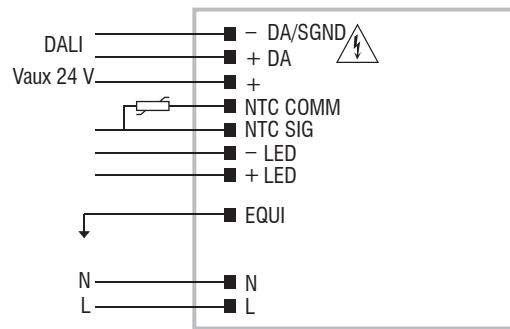 DALI
Vaux 24 V
− DA/SGND
+ DA
+
NTC COMM
NTC SIG
− LED
+ LED
EQUI
N N
L L